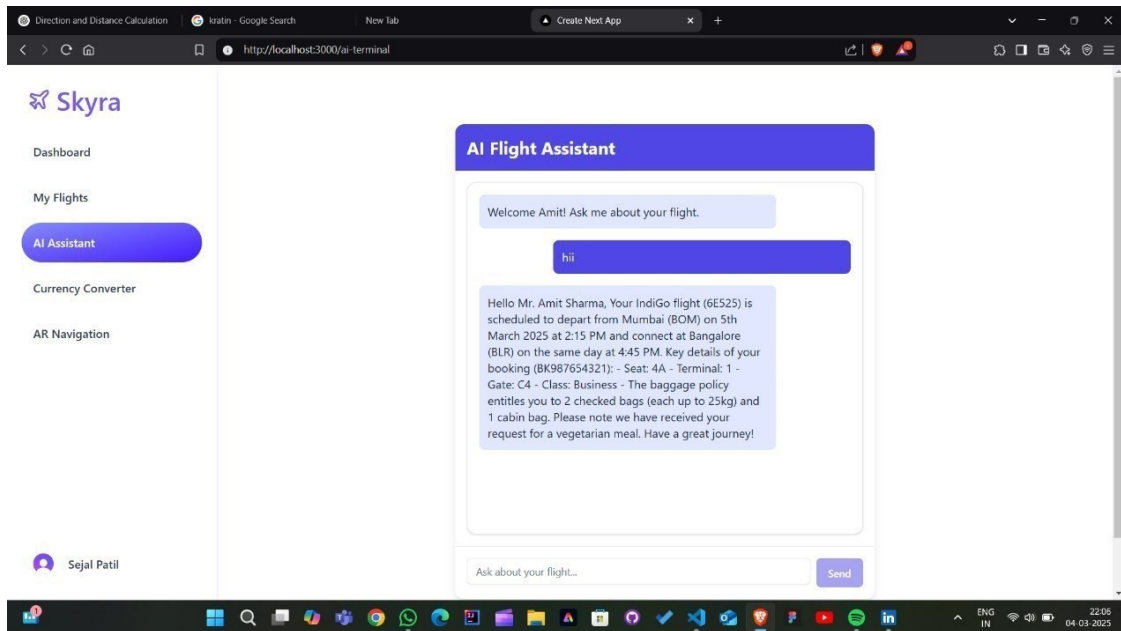 Direction and Distance Calculation
kratin - Google Search
New Tab
Create Next App
http://localhost:3000/ai-terminal
Skyra
Dashboard
My Flights
AI Assistant
Currency Converter
AR Navigation
Sejal Patil
AI Flight Assistant
Welcome Amit! Ask me about your flight.
hii
Hello Mr. Amit Sharma, Your IndiGo flight (6E525) is
scheduled to depart from Mumbai (BOM) on 5th
March 2025 at 2:15 PM and connect at Bangalore
(BLR) on the same day at 4:45 PM. Key details of your
booking (BK987654321): - Seat: 4A - Terminal: 1 -
Gate: C4 - Class: Business - The baggage policy
entitles you to 2 checked bags (each up to 25kg) and
1 cabin bag. Please note we have received your
request for a vegetarian meal. Have a great journey!
Ask about your flight...
Send
ENG
IN
22:06
04-03-2025